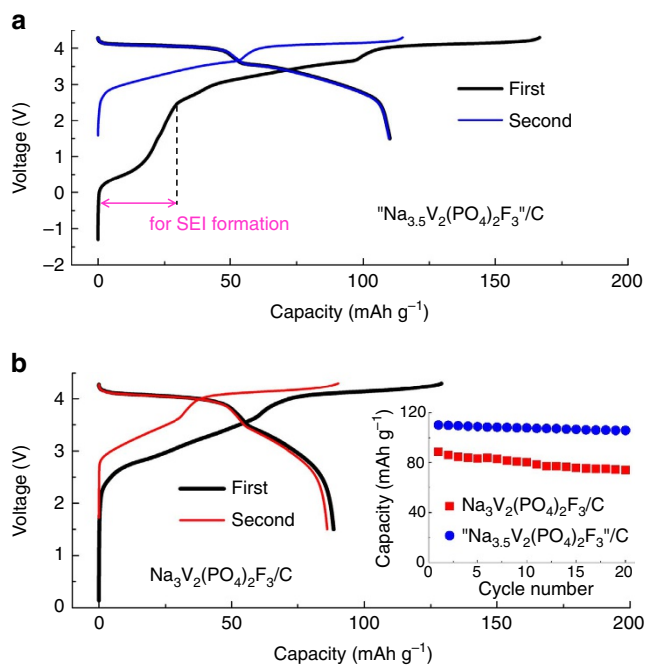 a
Voltage (V)
4
3
2
1
0
−1
−2
First
Second
for SEI formation
"Na3.5V2(PO4)2F3"/C
0
50
100
150
200
Capacity (mAh g−1)
b
Voltage (V)
4
3
2
1
0
First
Second
Na3V2(PO4)2F3/C
Capacity (mAh g−1)
120
80
40
0
Na3V2(PO4)2F3/C
"Na3.5V2(PO4)2F3"/C
0
5
10
15
20
Cycle number
0
50
100
150
200
Capacity (mAh g−1)